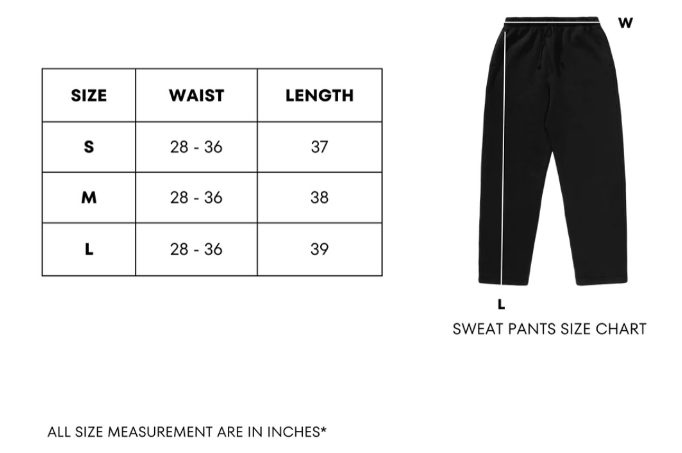 SIZE WAIST LENGTH
S 28 - 36 37
M 28 - 36 38
L 28 - 36 39
W
L
SWEAT PANTS SIZE CHART
ALL SIZE MEASUREMENT ARE IN INCHES*